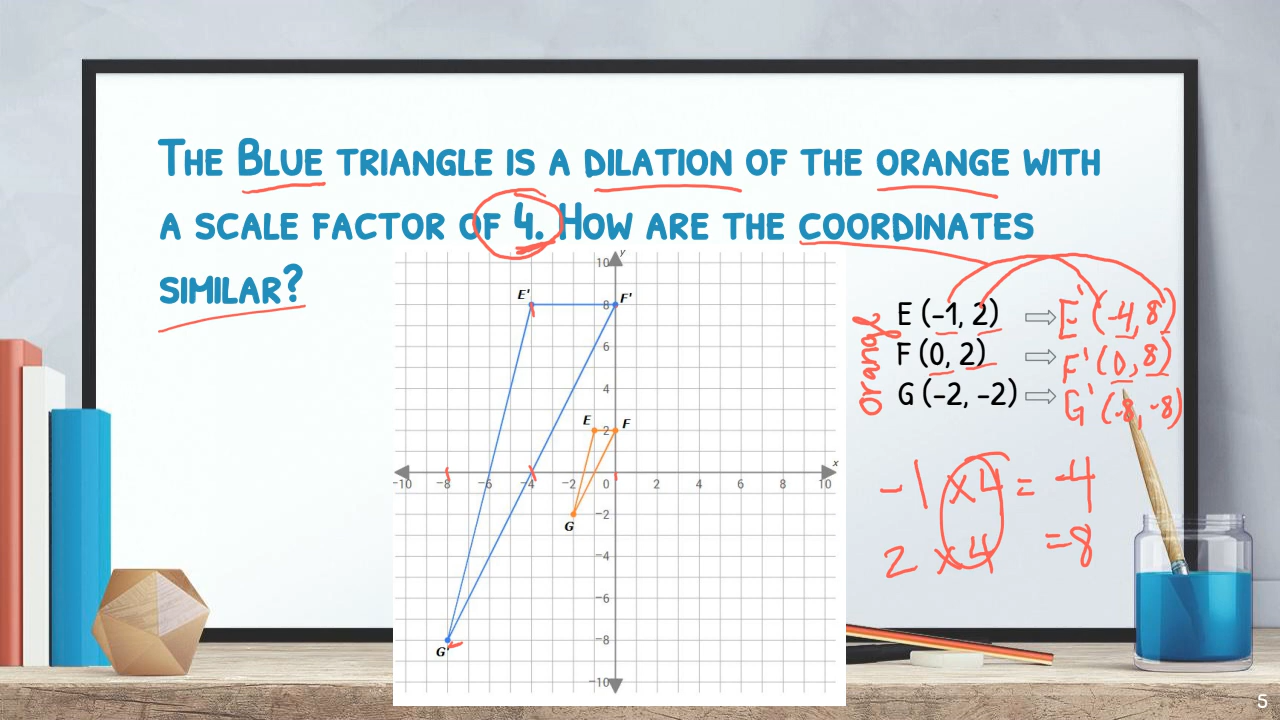 The Blue triangle is a dilation of the orange with
a scale factor of 4. How are the coordinates
similar?
y
10
E'
F'
8
6
4
E
F
2
x
-10 -8 -6 -4 -2 0 2 4 6 8 10
G
-2
-4
-6
-8
G'
-10
orange
E (-1, 2) ⇨ E' (-4, 8)
F (0, 2) ⇨ F' (0, 8)
G (-2, -2) ⇨ G' (-8, -8)
-1 x4 = -4
2 x4 = 8
5